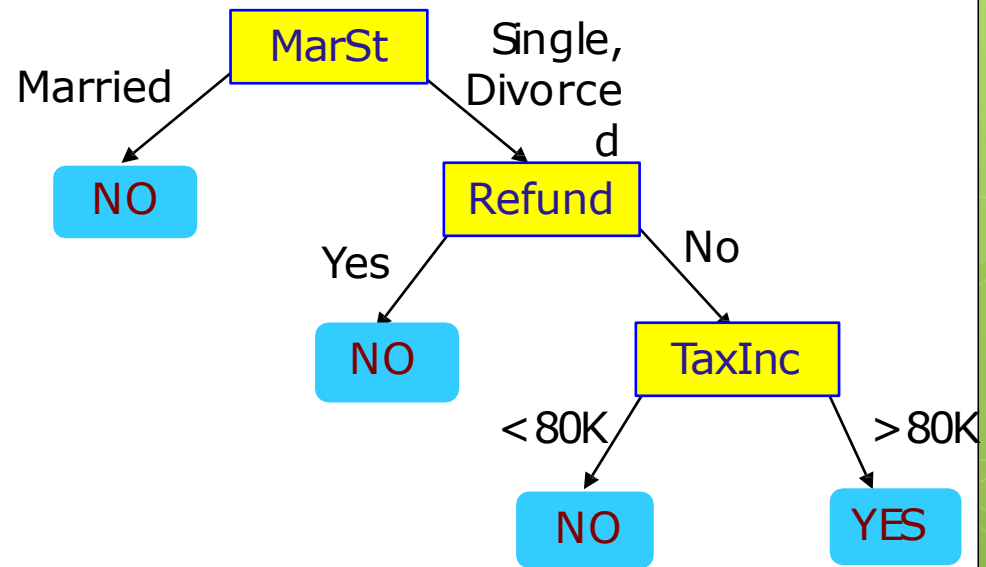 MarSt
Single,
Divorce
d
Married
NO
Refund
Yes
No
NO
TaxInc
<80K
>80K
NO
YES